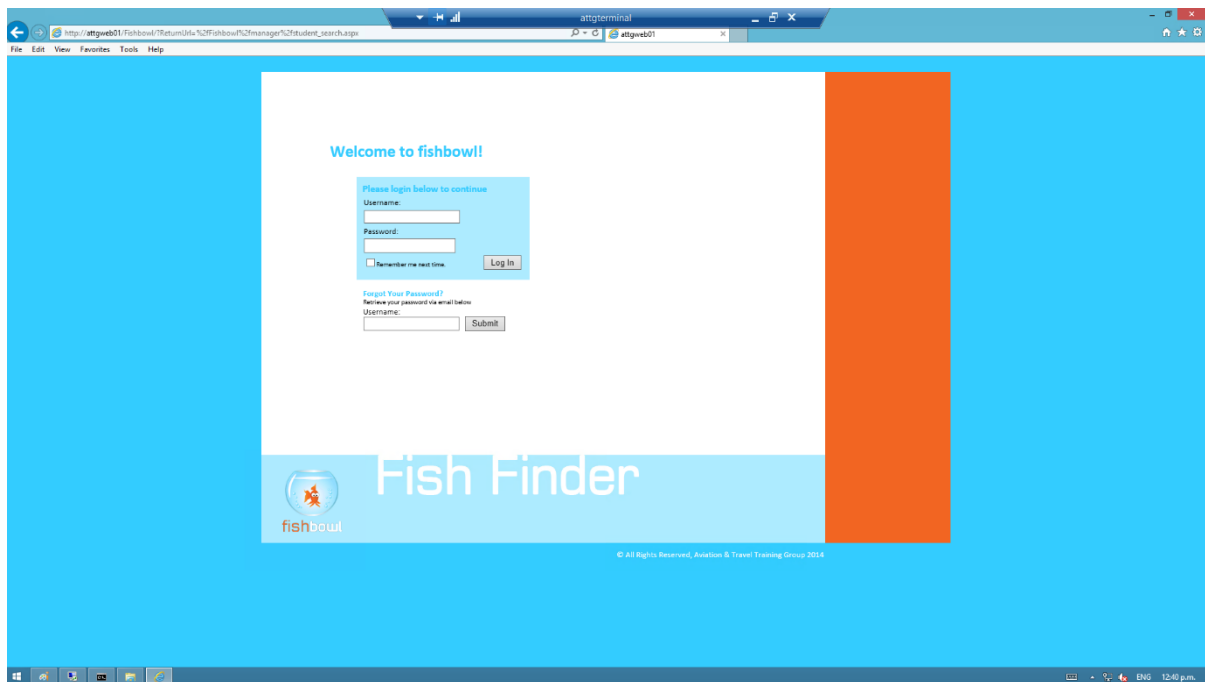 attgterminal
http://attgweb01/Fishbowl/?ReturnUrl=%2fFishbowl%2fmanager%2fstudent_search.aspx
attgweb01
File Edit View Favorites Tools Help
Welcome to fishbowl!
Please login below to continue
Username:
Password:
Remember me next time.
Log In
Forgot Your Password?
Retrieve your password via email below
Username:
Submit
Fish Finder
fishbowl
© All Rights Reserved, Aviation & Travel Training Group 2014
ENG 12:40 p.m.